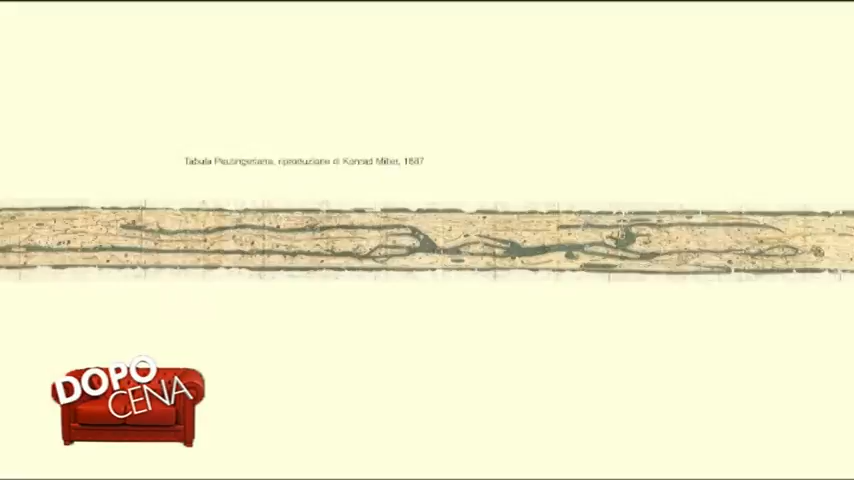 Tabula Peutingeriana, riproduzione di Konrad Miller, 1887
DOPO
CENA